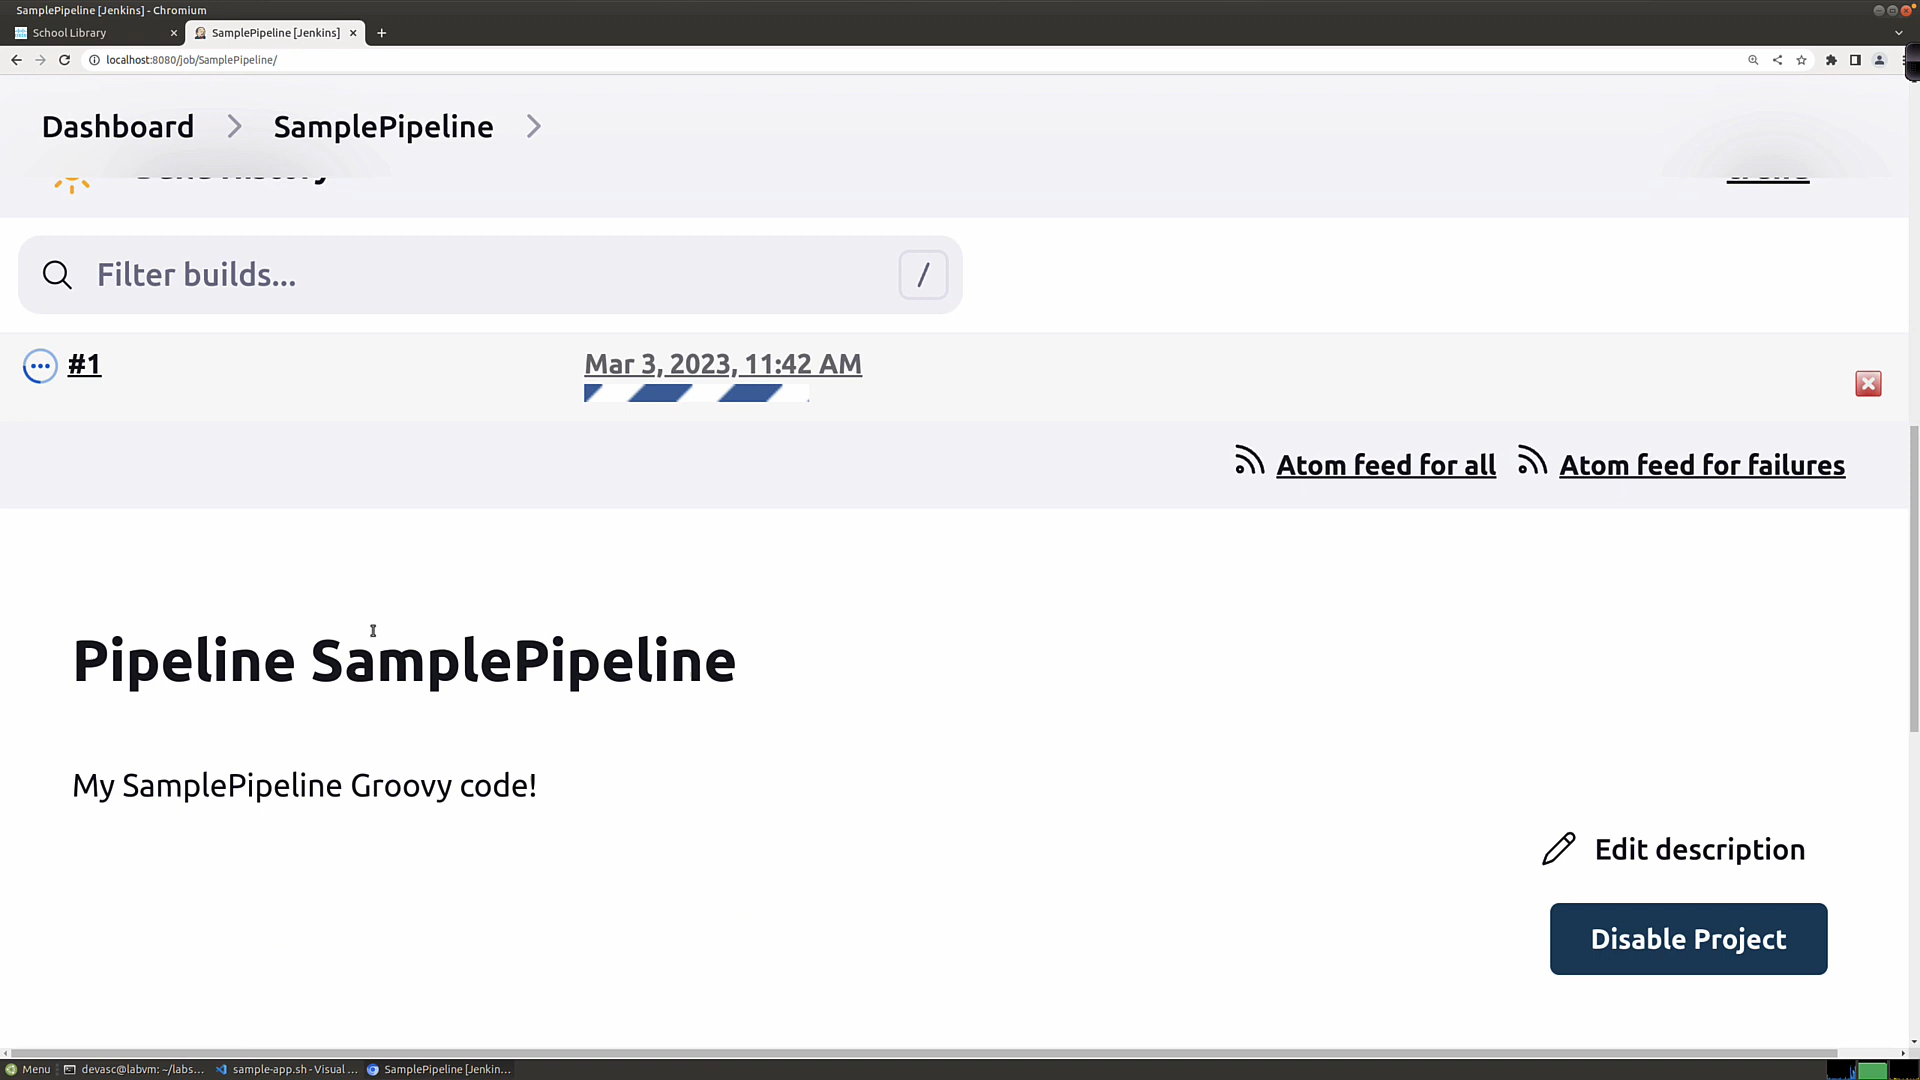 SamplePipeline [Jenkins] - Chromium
School Library
SamplePipeline [Jenkins]
localhost:8080/job/SamplePipeline/
Dashboard
SamplePipeline
Filter builds...
/
#1
Mar 3, 2023, 11:42 AM
Atom feed for all
Atom feed for failures
Pipeline SamplePipeline
My SamplePipeline Groovy code!
Edit description
Disable Project
Menu
devasc@labvm: ~/labs...
sample-app.sh - Visual ...
SamplePipeline [Jenkin...